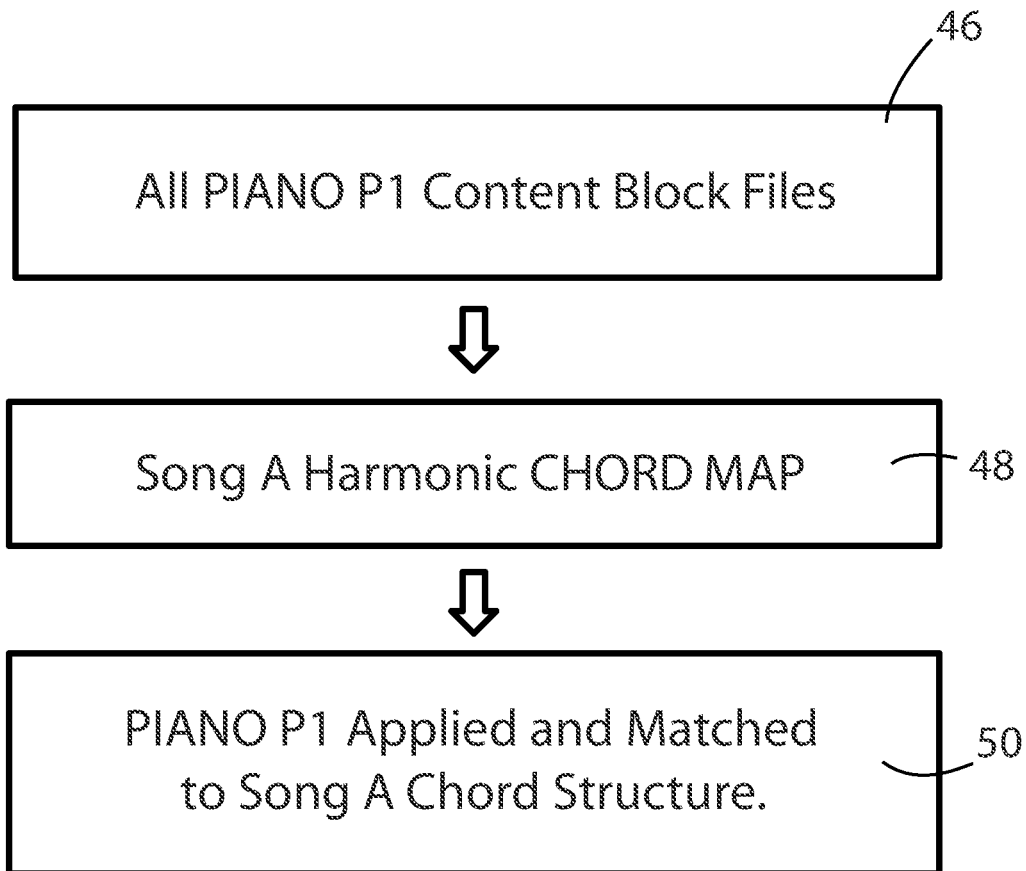 46
All PIANO P1 Content Block Files
Song A Harmonic CHORD MAP
48
PIANO P1 Applied and Matched
to Song A Chord Structure.
50